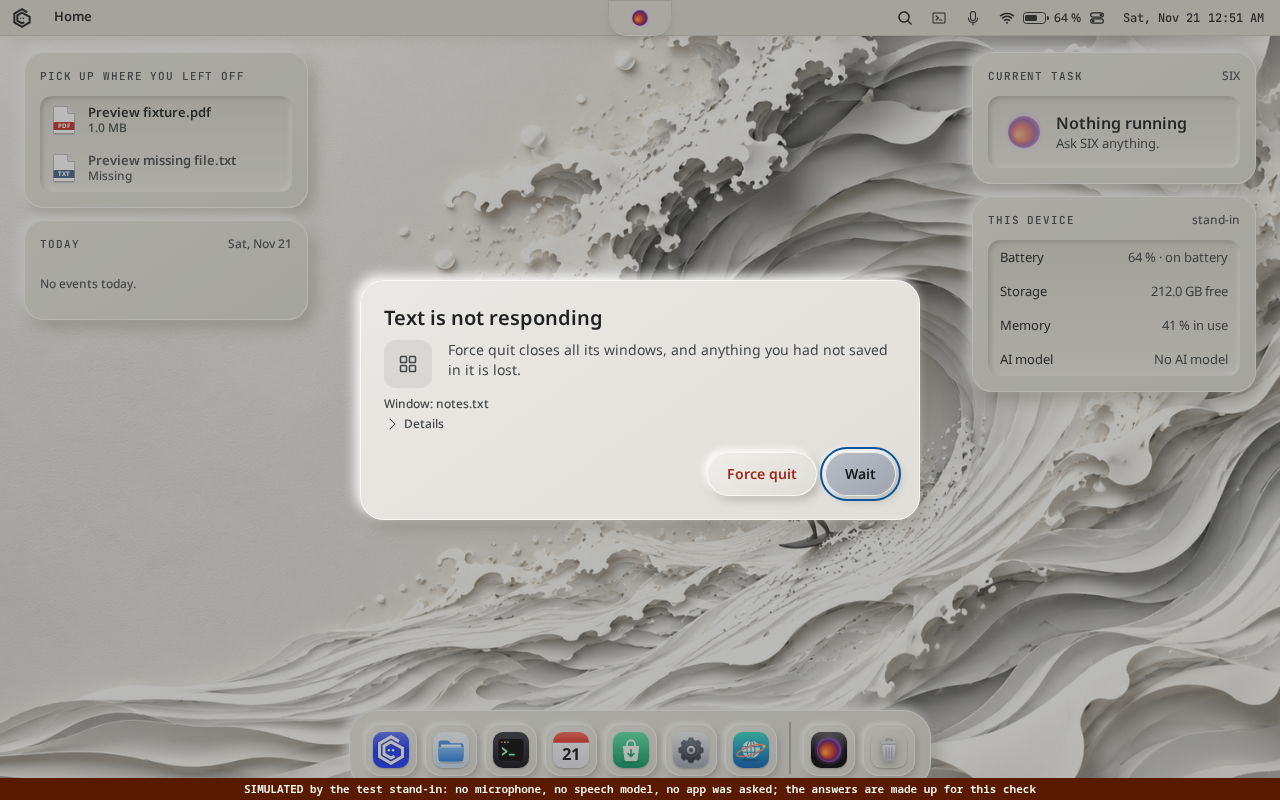 Home
64 %
Sat, Nov 21 12:51 AM
PICK UP WHERE YOU LEFT OFF
PDF
Preview fixture.pdf
1.0 MB
TXT
Preview missing file.txt
Missing
TODAY
Sat, Nov 21
No events today.
CURRENT TASK
SIX
Nothing running
Ask SIX anything.
THIS DEVICE
stand-in
Battery
64 % · on battery
Storage
212.0 GB free
Memory
41 % in use
AI model
No AI model
Text is not responding
Force quit closes all its windows, and anything you had not saved
in it is lost.
Window: notes.txt
Details
Force quit
Wait
21
SIMULATED by the test stand-in: no microphone, no speech model, no app was asked; the answers are made up for this check